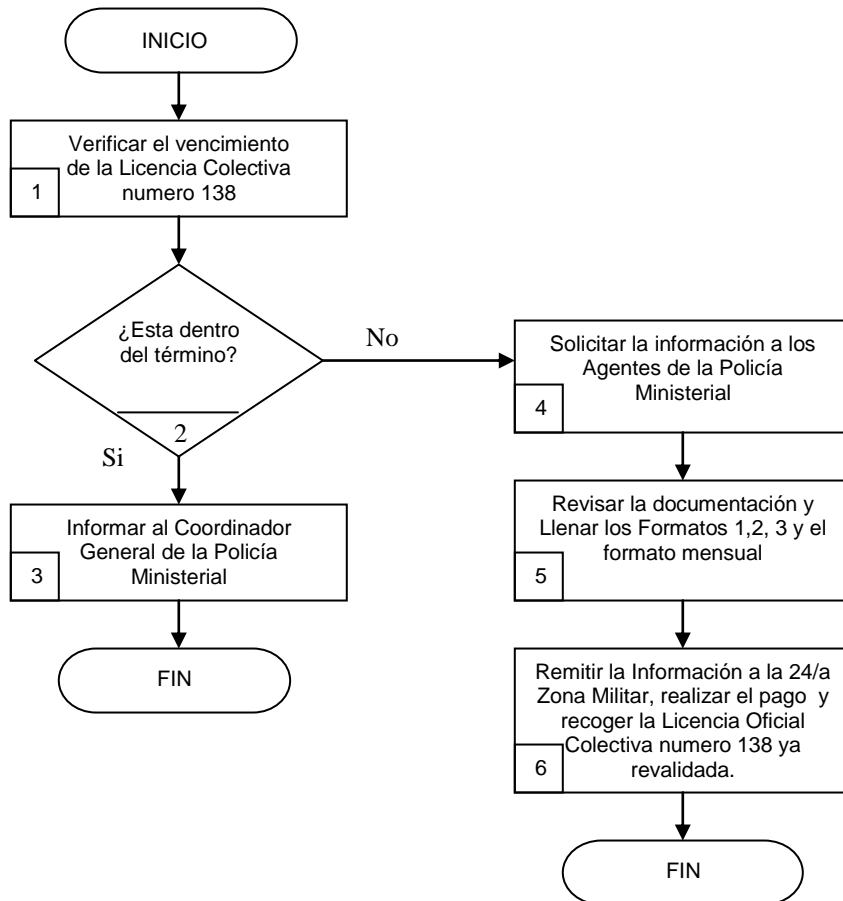 INICIO
Verificar el vencimiento
de la Licencia Colectiva
numero 138
1
¿Esta dentro
del término?
2
No
Si
Informar al Coordinador
General de la Policía
Ministerial
3
FIN
Solicitar la información a los
Agentes de la Policía
Ministerial
4
Revisar la documentación y
Llenar los Formatos 1,2, 3 y el
formato mensual
5
Remitir la Información a la 24/a
Zona Militar, realizar el pago y
recoger la Licencia Oficial
Colectiva numero 138 ya
revalidada.
6
FIN